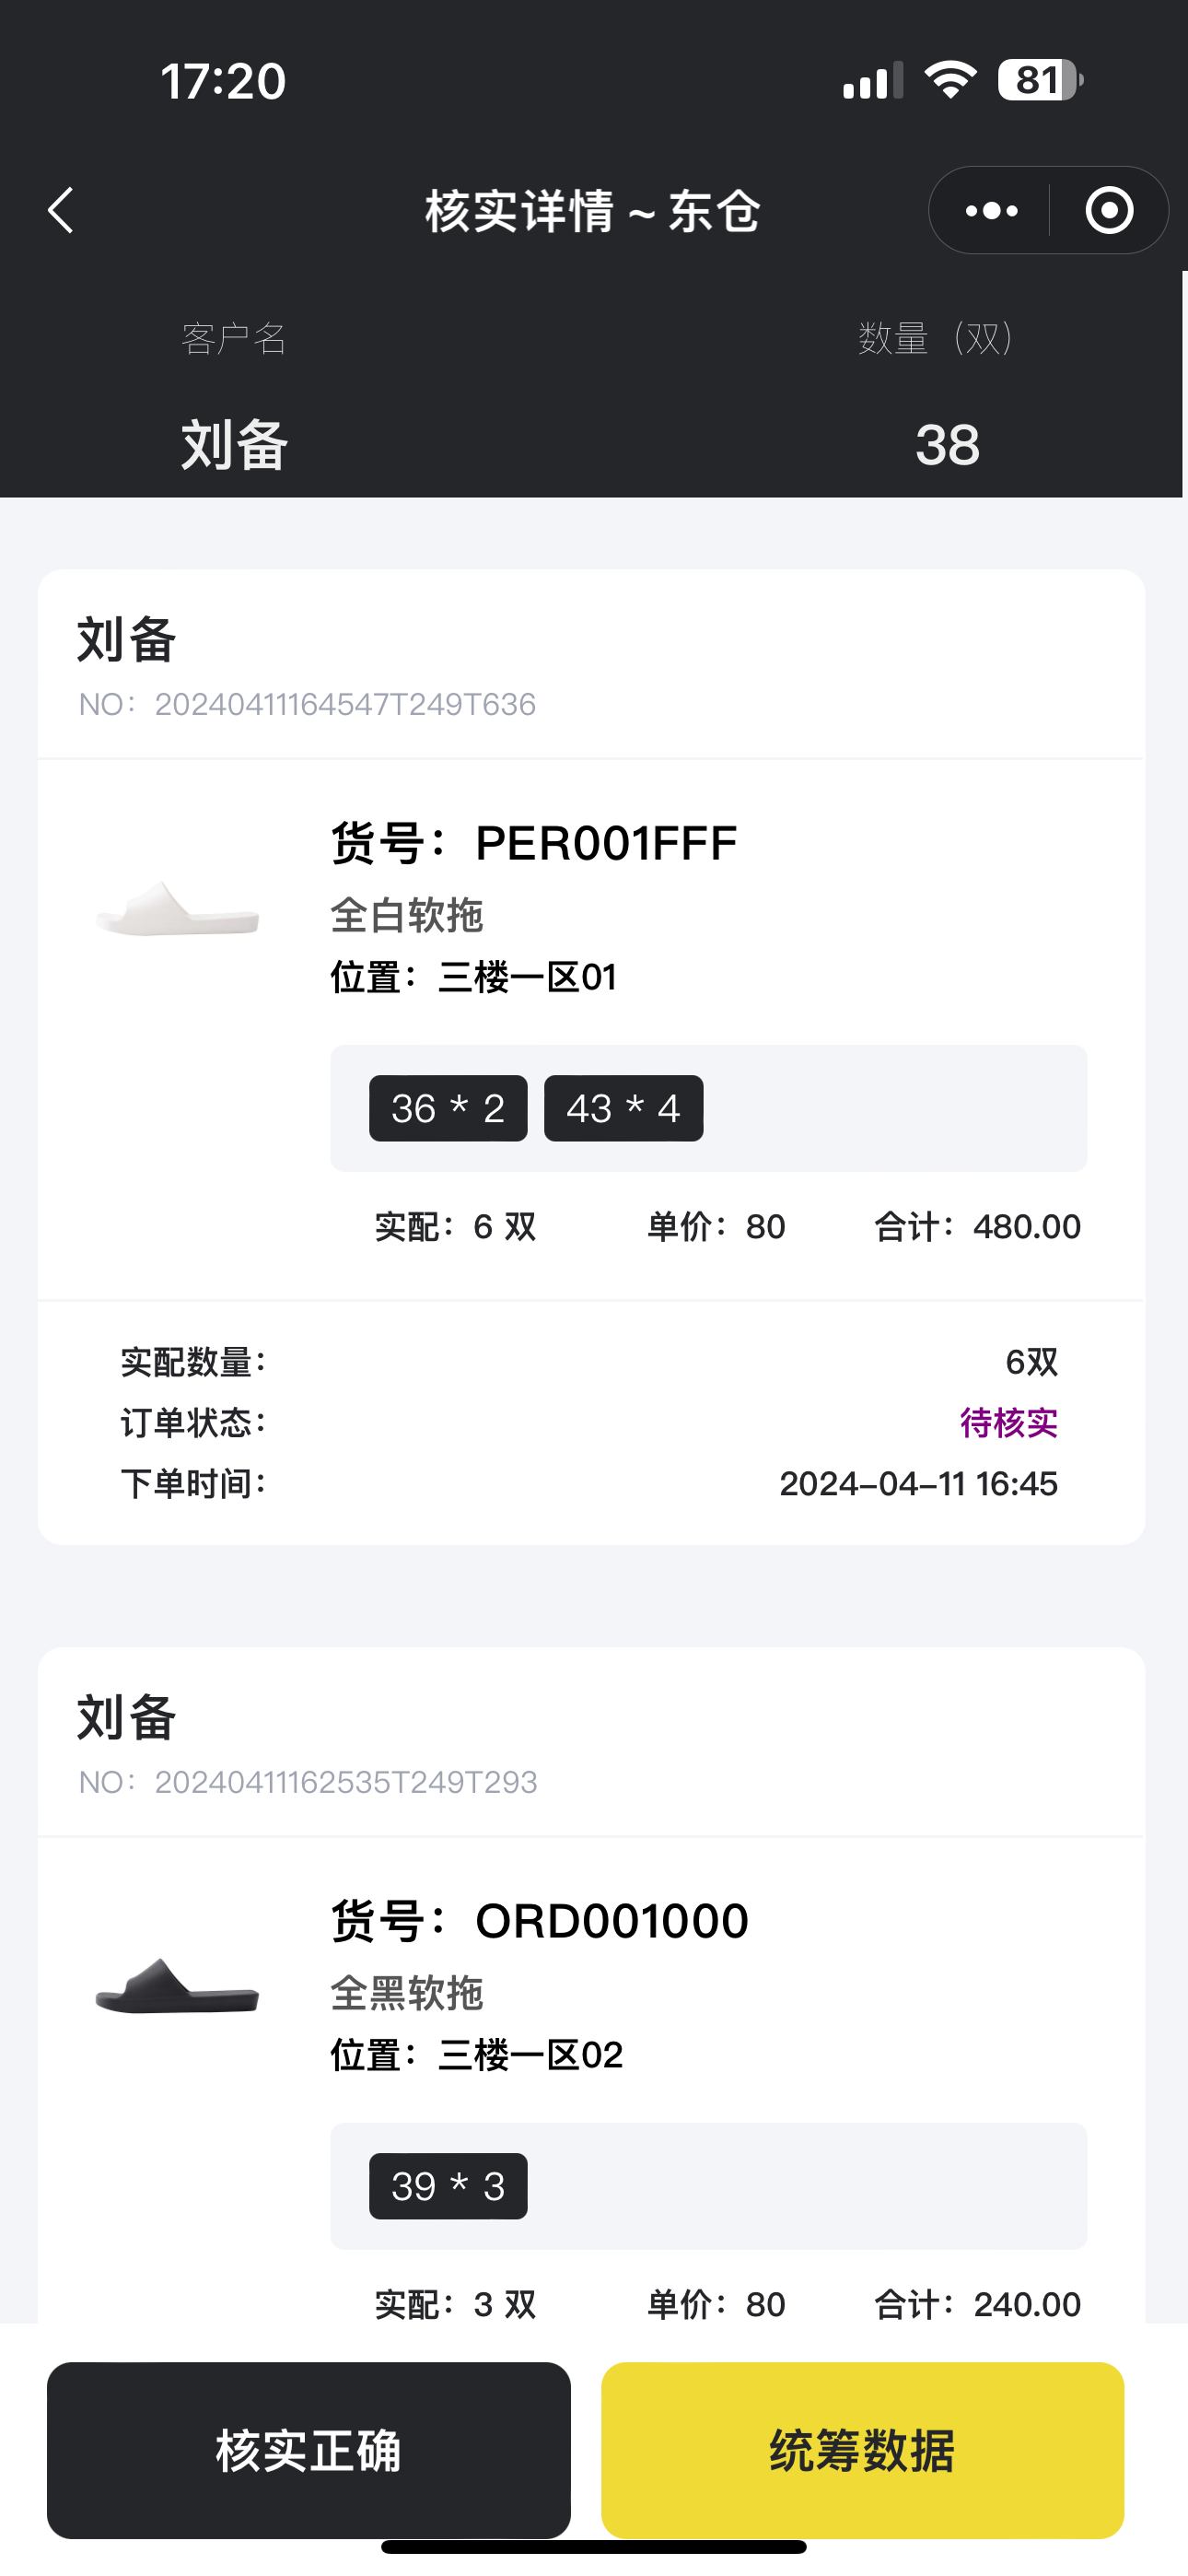 17:20
81
核实详情 ~ 东仓
客户名 数量（双）
刘备 38
刘备
NO：20240411164547T249T636
货号：PER001FFF
全白软拖
位置：三楼一区01
36 * 2 43 * 4
实配：6 双 单价：80 合计：480.00
实配数量： 6双
订单状态： 待核实
下单时间： 2024-04-11 16:45
刘备
NO：20240411162535T249T293
货号：ORD001000
全黑软拖
位置：三楼一区02
39 * 3
实配：3 双 单价：80 合计：240.00
核实正确 统筹数据